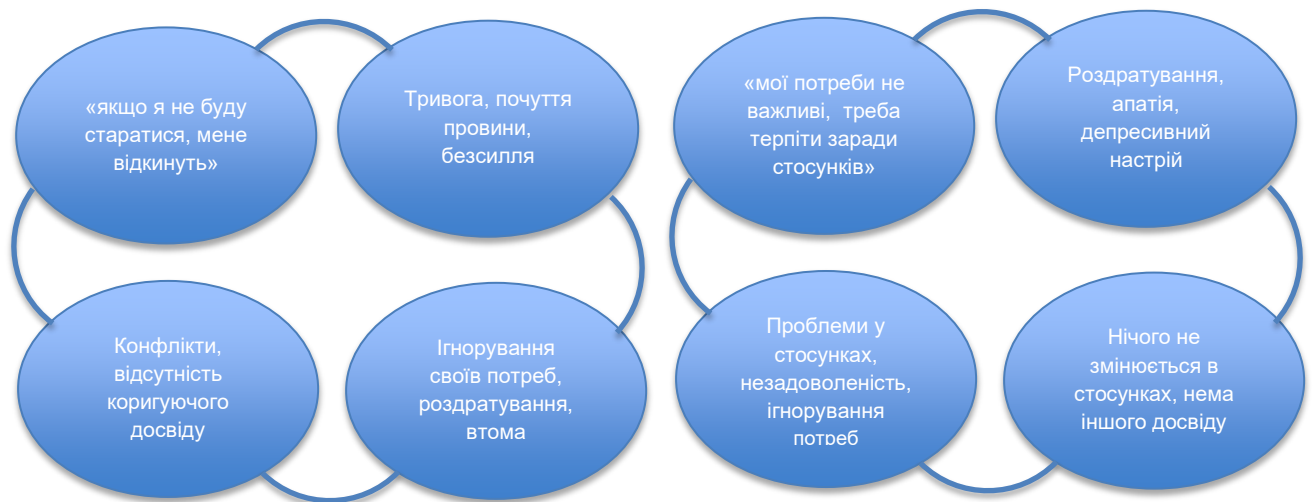 «якщо я не буду
старатися, мене
відкинуть»
Тривога, почуття
провини,
безсилля
Ігнорування
своїв потреб,
роздратування,
втома
Конфлікти,
відсутність
коригуючого
досвіду
«мої потреби не
важливі,  треба
терпіти заради
стосунків»
Роздратування,
апатія,
депресивний
настрій
Нічого не
змінюється в
стосунках, нема
іншого досвіду
Проблеми у
стосунках,
незадоволеність,
ігнорування
потреб